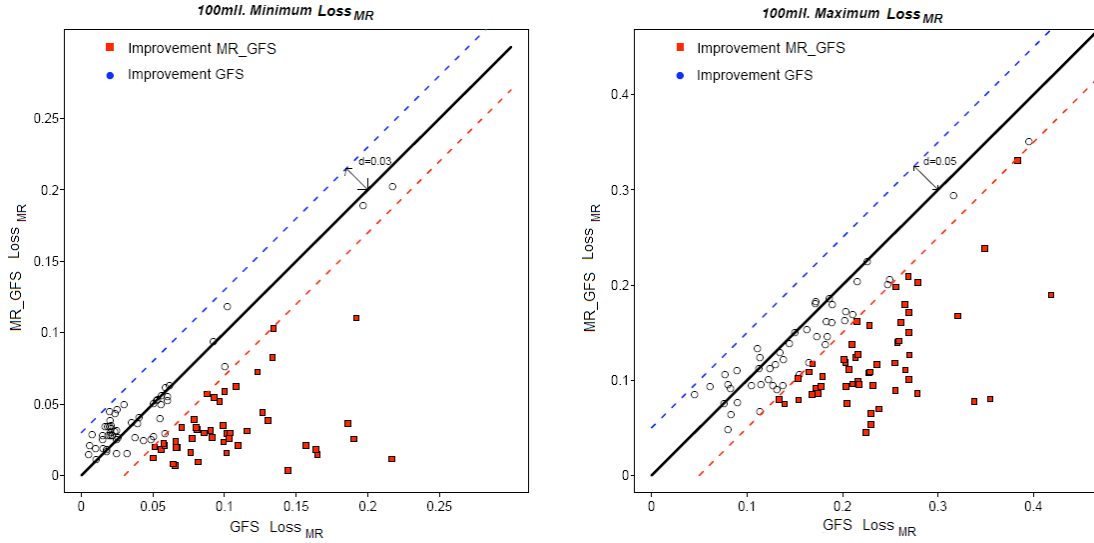 100mll. Minimum Loss MR
Improvement MR_GFS
Improvement GFS
d=0.03
0.25
0.2
0.15
0.1
0.05
0
MR_GFS Loss MR
0
0.05
0.1
0.15
0.2
0.25
GFS Loss MR
100mll. Maximum Loss MR
Improvement MR_GFS
Improvement GFS
d=0.05
0.4
0.3
0.2
0.1
0
MR_GFS Loss MR
0
0.1
0.2
0.3
0.4
GFS Loss MR